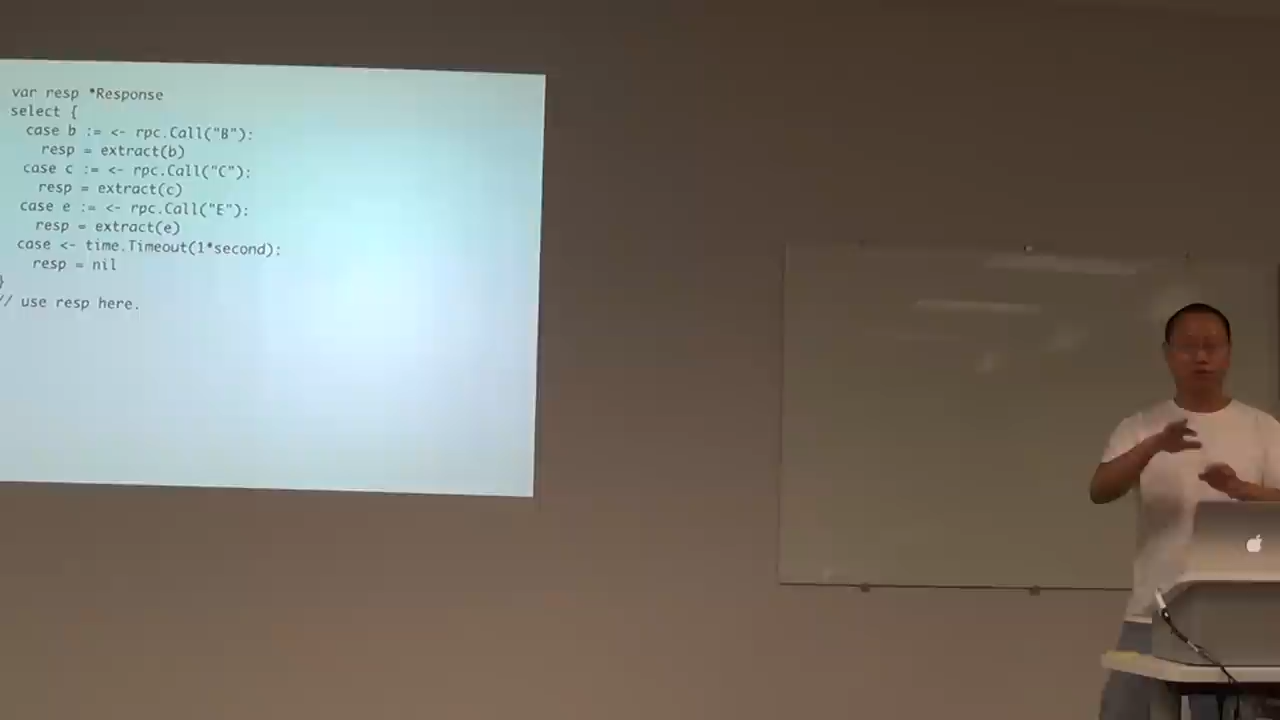 var resp *Response
select {
case b := <- rpc.Call("B"):
resp = extract(b)
case c := <- rpc.Call("C"):
resp = extract(c)
case e := <- rpc.Call("E"):
resp = extract(e)
case <- time.Timeout(1*second):
resp = nil
}
// use resp here.